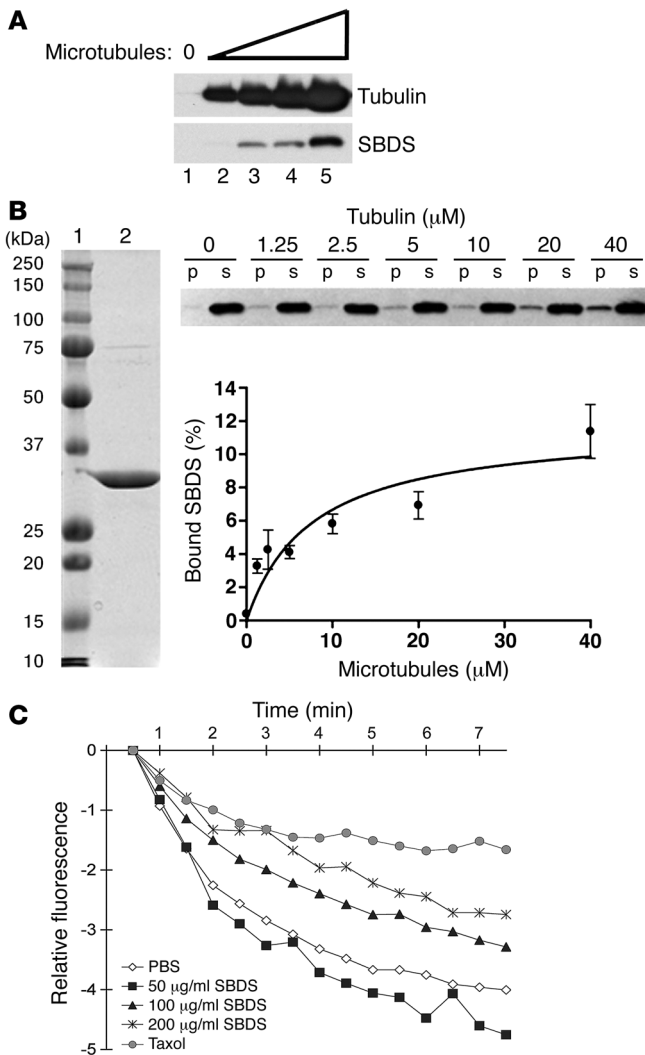 A
Microtubules: 0
Tubulin
SBDS
1 2 3 4 5
B
(kDa) 1 2
250
150
100
75
50
37
25
20
15
10
Tubulin (μM)
0 1.25 2.5 5 10 20 40
p s p s p s p s p s p s p s
Bound SBDS (%)
14
12
10
8
6
4
2
0
0 10 20 30 40
Microtubules (μM)
C
Time (min)
1 2 3 4 5 6 7
Relative fluorescence
0
-1
-2
-3
-4
-5
PBS
50 μg/ml SBDS
100 μg/ml SBDS
200 μg/ml SBDS
Taxol